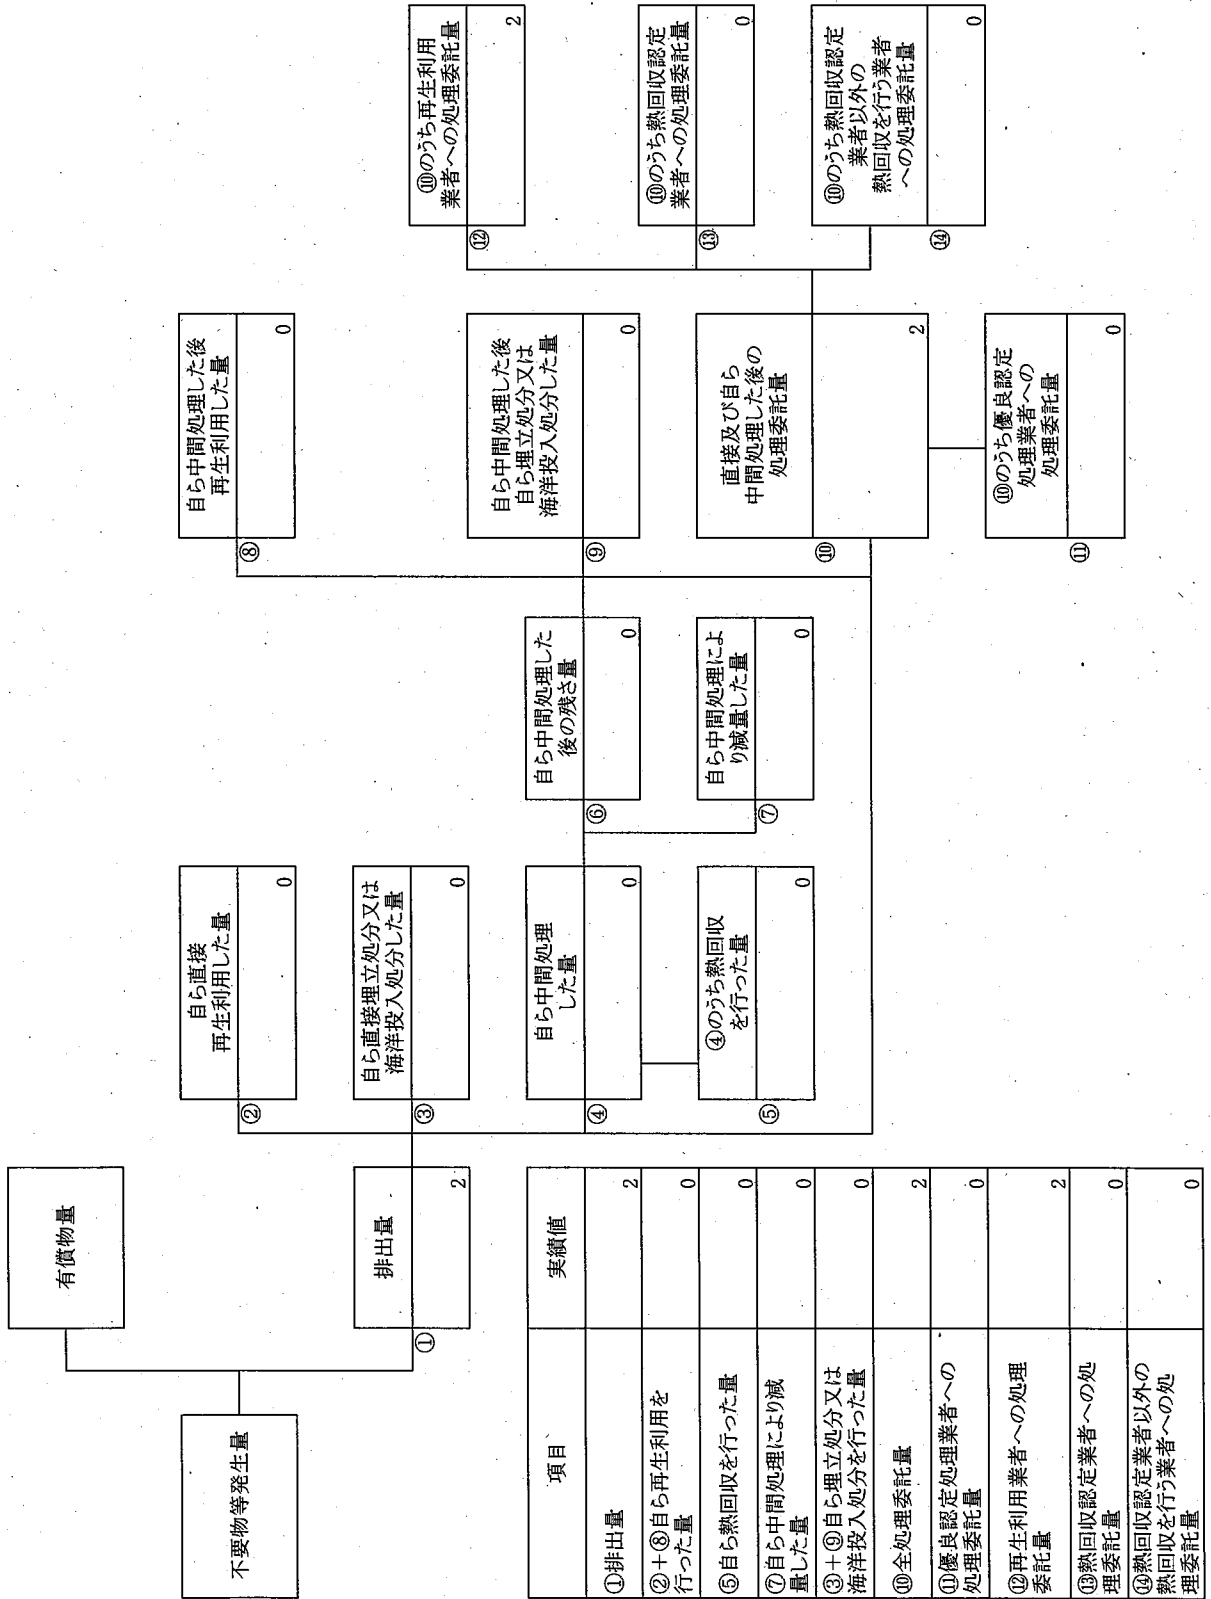 不要物等発生量
有償物量
排出量
①
2
自ら直接
再生利用した量
②
0
自ら直接埋立処分又は
海洋投入処分した量
③
0
自ら中間処理
した量
④
0
④のうち熱回収
を行った量
⑤
0
自ら中間処理した
後の残さ量
⑥
0
自ら中間処理によ
り減量した量
⑦
0
自ら中間処理した後
再生利用した量
⑧
0
自ら中間処理した後
自ら埋立処分又は
海洋投入処分した量
⑨
0
直接及び自ら
中間処理した後の
処理委託量
⑩
2
⑩のうち優良認定
処理業者への
処理委託量
⑪
0
⑩のうち再生利用
業者への処理委託量
⑫
2
⑩のうち熱回収認定
業者への処理委託量
⑬
0
⑩のうち熱回収認定
業者以外の
熱回収を行う業者
への処理委託量
⑭
0
項目 実績値
①排出量 2
②+⑧自ら再生利用を
行った量 0
⑤自ら熱回収を行った量 0
⑦自ら中間処理により減
量した量 0
③+⑨自ら埋立処分又は
海洋投入処分を行った量 0
⑩全処理委託量 2
⑪優良認定処理業者への
処理委託量 0
⑫再生利用業者への処理
委託量 2
⑬熱回収認定業者への処
理委託量 0
⑭熱回収認定業者以外の
熱回収を行う業者への処
理委託量 0